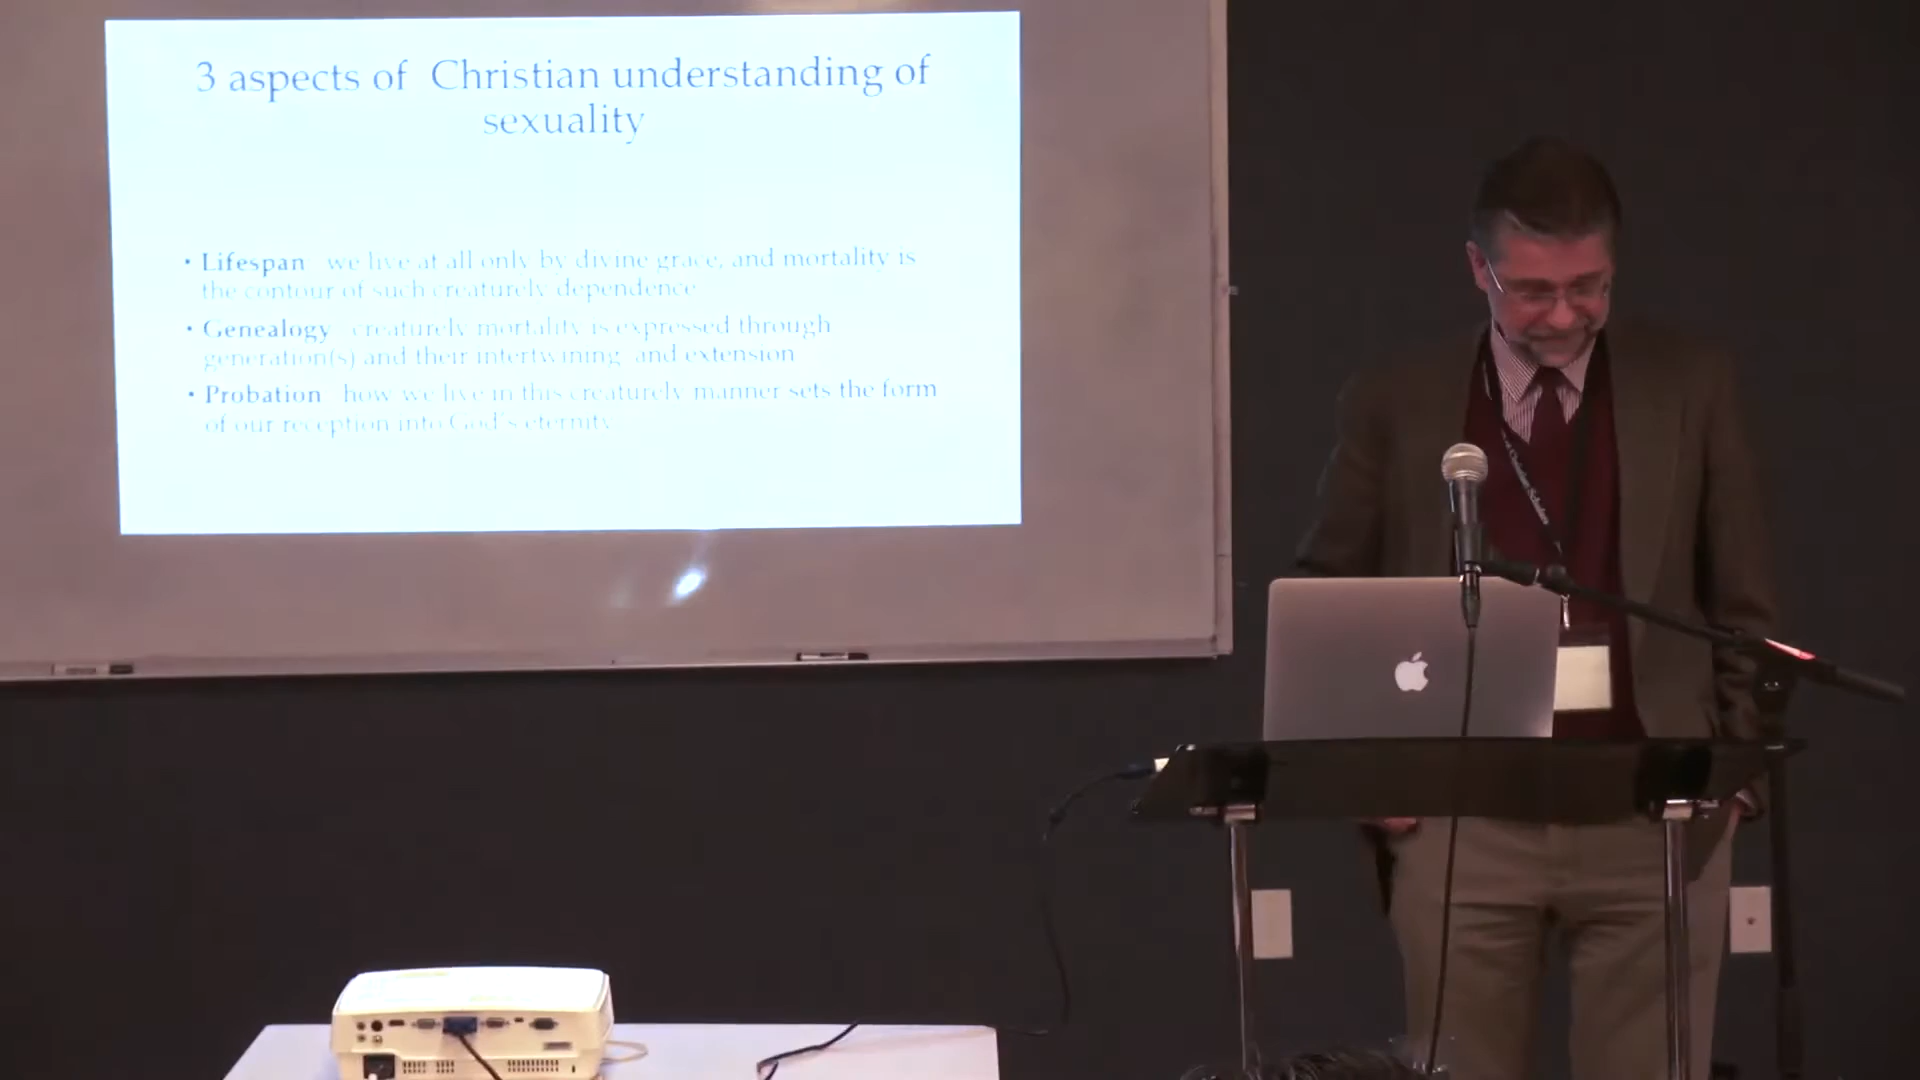 3 aspects of Christian understanding of
sexuality
• Lifespan we live at all only by divine grace, and mortality is
the contour of such creaturely dependence
• Genealogy creaturely mortality is expressed through
generation(s) and their intertwining and extension
• Probation how we live in this creaturely manner sets the form
of our reception into God's eternity
Christian Scholars